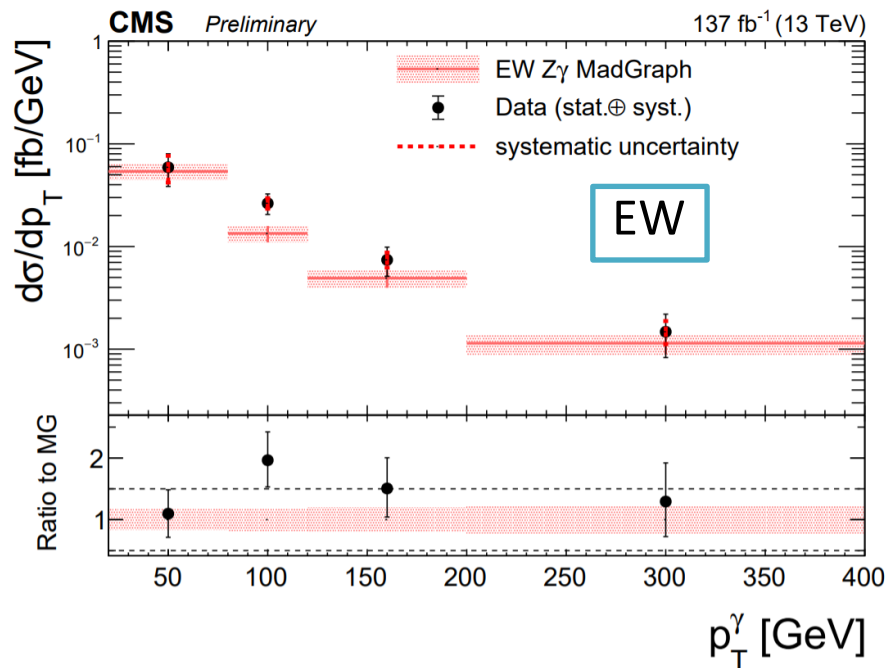 CMS Preliminary 137 fb⁻¹ (13 TeV)
EW Zγ MadGraph
Data (stat.⊕ syst.)
systematic uncertainty
EW
dσ/dp_T [fb/GeV]
1
10⁻¹
10⁻²
10⁻³
Ratio to MG
2
1
50 100 150 200 250 300 350 400
p_T^γ [GeV]